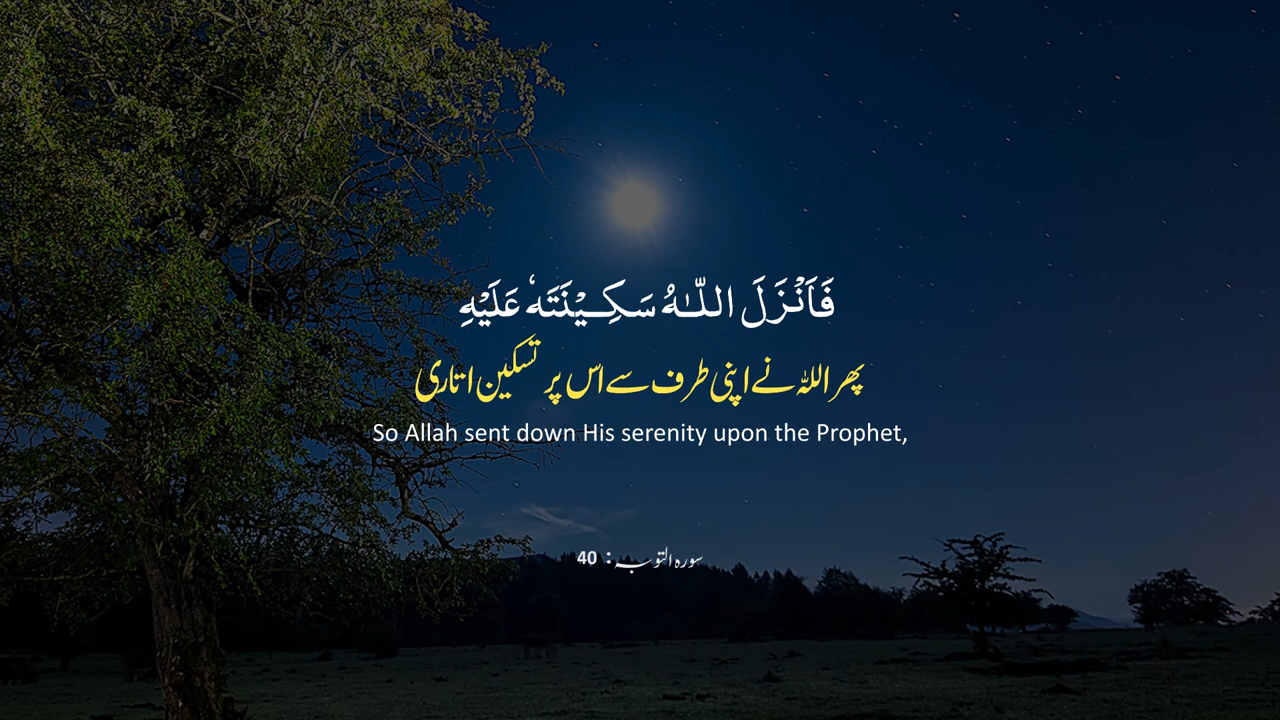 فَاَنْزَلَ اللّٰهُ سَكِيْنَتَهٗ عَلَيْهِ
پھر اللہ نے اپنی طرف سے اس پر تسکین اتاری
So Allah sent down His serenity upon the Prophet,
سورہ التوبہ: 40